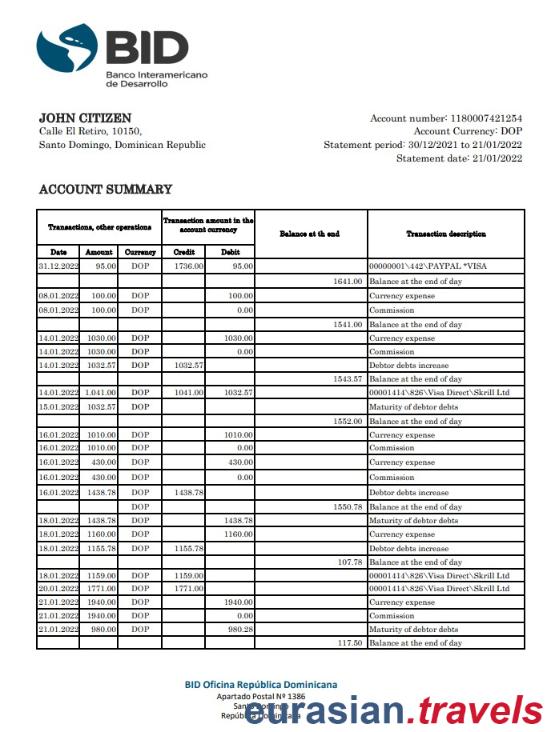 BID
Banco Interamericano
de Desarrollo
JOHN CITIZEN
Calle El Retiro, 10150,
Santo Domingo, Dominican Republic
Account number: 1180007421254
Account Currency: DOP
Statement period: 30/12/2021 to 21/01/2022
Statement date: 21/01/2022
ACCOUNT SUMMARY
Transactions, other operations Transaction amount in the account currency Balance at th end Transaction description
Date Amount Currency Credit Debit
31.12.2022 95.00 DOP 1736.00 95.00 00000001\442\PAYPAL *VISA
1641.00 Balance at the end of day
08.01.2022 100.00 DOP 100.00 Currency expense
08.01.2022 100.00 DOP 0.00 Commission
1541.00 Balance at the end of day
14.01.2022 1030.00 DOP 1030.00 Currency expense
14.01.2022 1030.00 DOP 0.00 Commission
14.01.2022 1032.57 DOP 1032.57 Debtor debts increase
1543.57 Balance at the end of day
14.01.2022 1.041.00 DOP 1041.00 1032.57 00001414\826\Visa Direct\Skrill Ltd
15.01.2022 1032.57 DOP Maturity of debtor debts
1552.00 Balance at the end of day
16.01.2022 1010.00 DOP 1010.00 Currency expense
16.01.2022 1010.00 DOP 0.00 Commission
16.01.2022 430.00 DOP 430.00 Currency expense
16.01.2022 430.00 DOP 0.00 Commission
16.01.2022 1438.78 DOP 1438.78 Debtor debts increase
DOP 1550.78 Balance at the end of day
18.01.2022 1438.78 DOP 1438.78 Maturity of debtor debts
18.01.2022 1160.00 DOP 1160.00 Currency expense
18.01.2022 1155.78 DOP 1155.78 Debtor debts increase
107.78 Balance at the end of day
18.01.2022 1159.00 DOP 1159.00 00001414\826\Visa Direct\Skrill Ltd
20.01.2022 1771.00 DOP 1771.00 00001414\826\Visa Direct\Skrill Ltd
21.01.2022 1940.00 DOP 1940.00 Currency expense
21.01.2022 1940.00 DOP 0.00 Commission
21.01.2022 980.00 DOP 980.28 Maturity of debtor debts
117.50 Balance at the end of day
BID Oficina República Dominicana
Apartado Postal Nº 1386
eurasian.travels